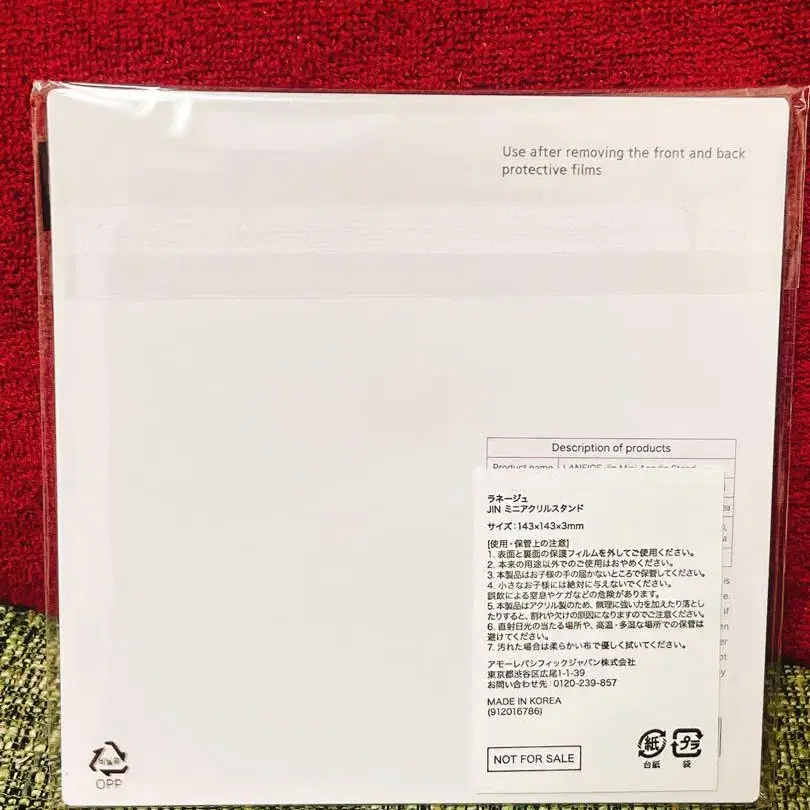 Use after removing the front and back
protective films
Description of products
Product name LANEIGE Jin Mini Acrylic Stand
ラネージュ
JIN ミニアクリルスタンド
サイズ:143×143×3mm
[使用・保管上の注意]
1. 表面と裏面の保護フィルムを外してご使用ください。
2. 本来の用途以外でのご使用はおやめください。
3. 本製品はお子様の手の届かないところで保管してください。
4. 小さなお子様には絶対に与えないでください。
誤飲による窒息やケガなどの危険があります。
5. 本製品はアクリル製のため、無理に強い力を加えたり落とし
たりすると、割れや欠けの原因になりますのでご注意ください。
6. 直射日光の当たる場所や、高温・多湿な場所での保管は
避けてください。
7. 汚れた場合は柔らかい布で優しく拭いてください。
アモーレパシフィックジャパン株式会社
東京都渋谷区広尾1-1-39
お問い合わせ先:0120-239-857
MADE IN KOREA
(912016786)
NOT FOR SALE
紙 プラ
台紙 袋
비닐류
OPP